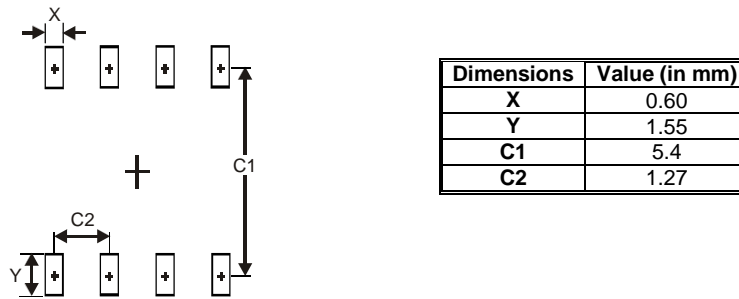 X
C1
C2
Y
Dimensions Value (in mm)
X 0.60
Y 1.55
C1 5.4
C2 1.27